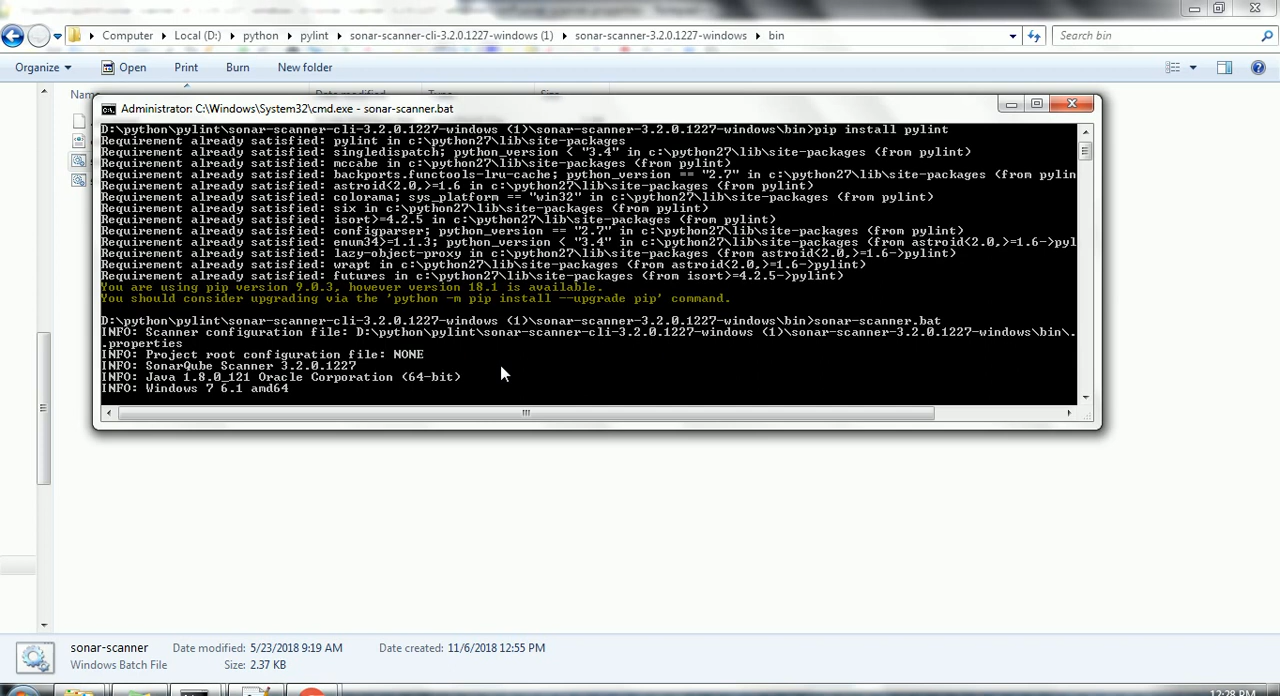 Computer Local (D:) python pylint sonar-scanner-cli-3.2.0.1227-windows (1) sonar-scanner-3.2.0.1227-windows bin Search bin
Organize Open Print Burn New folder
Administrator: C:\Windows\System32\cmd.exe - sonar-scanner.bat
D:\python\pylint\sonar-scanner-cli-3.2.0.1227-windows (1)\sonar-scanner-3.2.0.1227-windows\bin>pip install pylint
Requirement already satisfied: pylint in c:\python27\lib\site-packages
Requirement already satisfied: singledispatch; python_version < "3.4" in c:\python27\lib\site-packages (from pylint)
Requirement already satisfied: mccabe in c:\python27\lib\site-packages (from pylint)
Requirement already satisfied: backports.functools-lru-cache; python_version == "2.7" in c:\python27\lib\site-packages (from pylin
Requirement already satisfied: astroid<2.0,>=1.6 in c:\python27\lib\site-packages (from pylint)
Requirement already satisfied: colorama; sys_platform == "win32" in c:\python27\lib\site-packages (from pylint)
Requirement already satisfied: six in c:\python27\lib\site-packages (from pylint)
Requirement already satisfied: isort>=4.2.5 in c:\python27\lib\site-packages (from pylint)
Requirement already satisfied: configparser; python_version == "2.7" in c:\python27\lib\site-packages (from pylint)
Requirement already satisfied: enum34>=1.1.3; python_version < "3.4" in c:\python27\lib\site-packages (from astroid<2.0,>=1.6->pyl
Requirement already satisfied: lazy-object-proxy in c:\python27\lib\site-packages (from astroid<2.0,>=1.6->pylint)
Requirement already satisfied: wrapt in c:\python27\lib\site-packages (from astroid<2.0,>=1.6->pylint)
Requirement already satisfied: futures in c:\python27\lib\site-packages (from isort>=4.2.5->pylint)
You are using pip version 9.0.3, however version 18.1 is available.
You should consider upgrading via the 'python -m pip install --upgrade pip' command.
D:\python\pylint\sonar-scanner-cli-3.2.0.1227-windows (1)\sonar-scanner-3.2.0.1227-windows\bin>sonar-scanner.bat
INFO: Scanner configuration file: D:\python\pylint\sonar-scanner-cli-3.2.0.1227-windows (1)\sonar-scanner-3.2.0.1227-windows\bin\.
.properties
INFO: Project root configuration file: NONE
INFO: SonarQube Scanner 3.2.0.1227
INFO: Java 1.8.0_121 Oracle Corporation (64-bit)
INFO: Windows 7 6.1 amd64
sonar-scanner Date modified: 5/23/2018 9:19 AM Date created: 11/6/2018 12:55 PM
Windows Batch File Size: 2.37 KB
12:28 PM